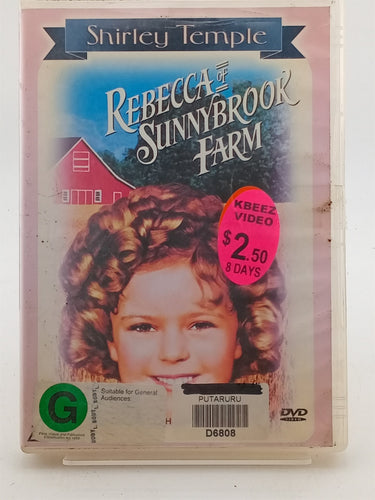 Shirley Temple
REBECCA OF
SUNNYBROOK
FARM
KBEEZ
VIDEO
$2.50
8 DAYS
G
Suitable for General
Audiences
H
PUTARURU
D6808
DVD
VIDEO